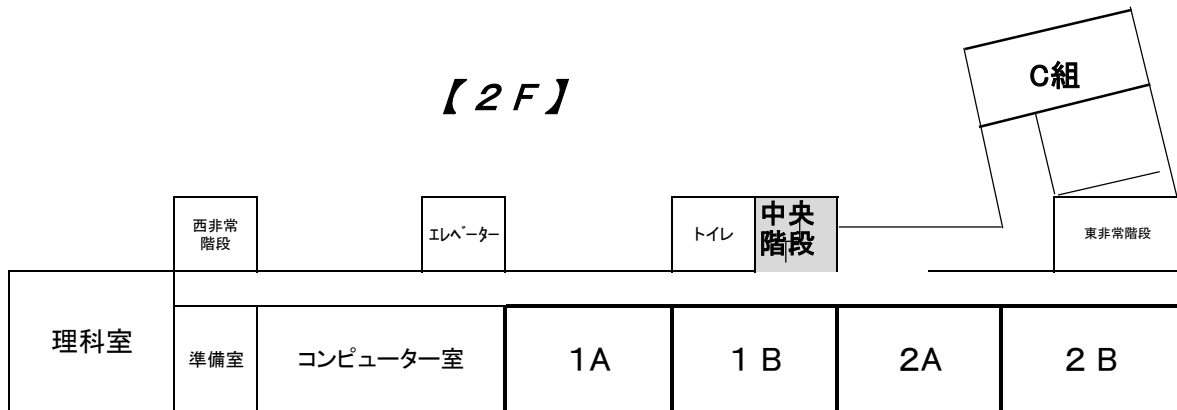 C組
【２Ｆ】
西非常
階段
エレベーター
トイレ
中央
階段
東非常階段
理科室
準備室
コンピューター室
１A
１Ｂ
２A
２Ｂ